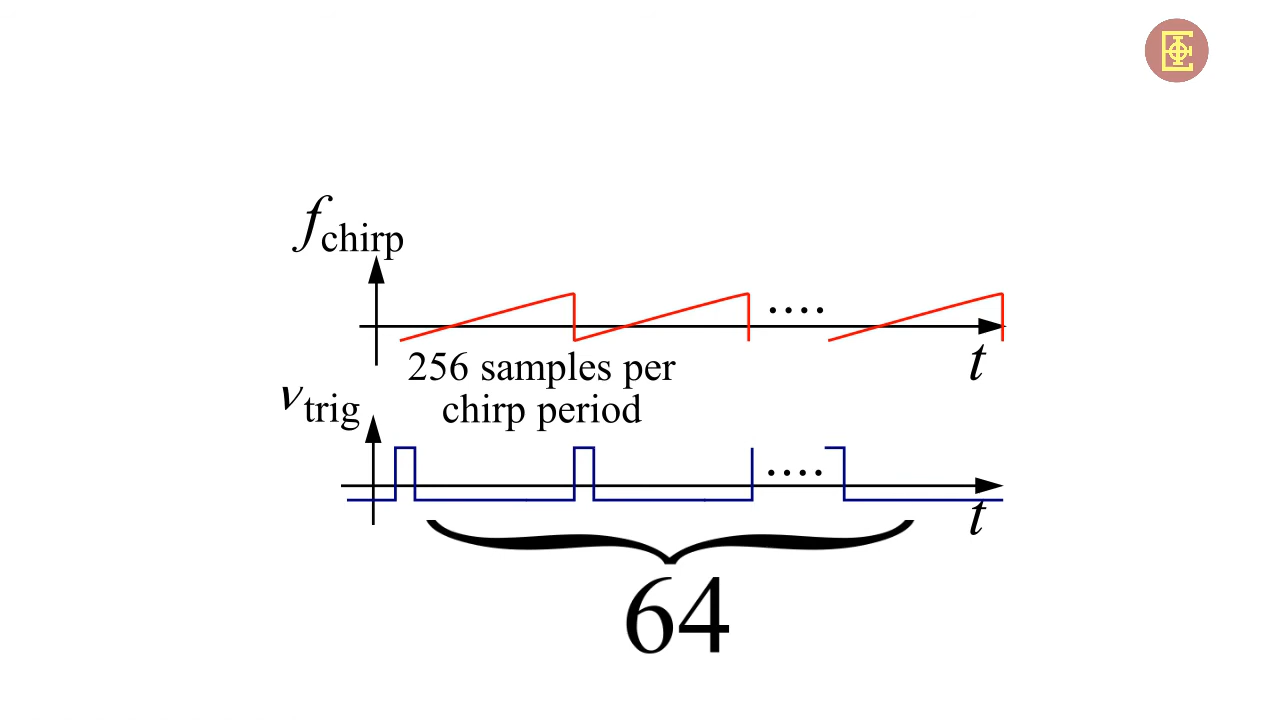 fchirp
....
t
256 samples per
chirp period
vtrig
....
t
64